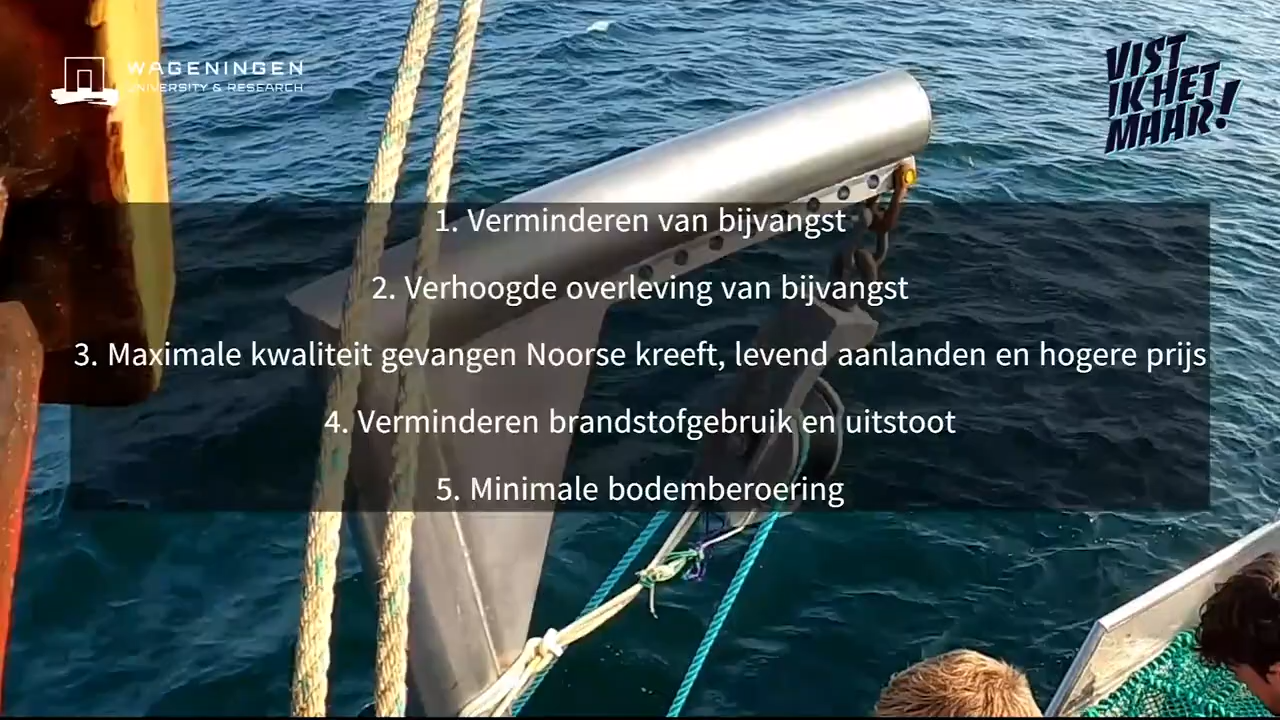 WAGENINGEN
UNIVERSITY & RESEARCH
VIST
IK HET
MAAR!
1. Verminderen van bijvangst
2. Verhoogde overleving van bijvangst
3. Maximale kwaliteit gevangen Noorse kreeft, levend aanlanden en hogere prijs
4. Verminderen brandstofgebruik en uitstoot
5. Minimale bodemberoering